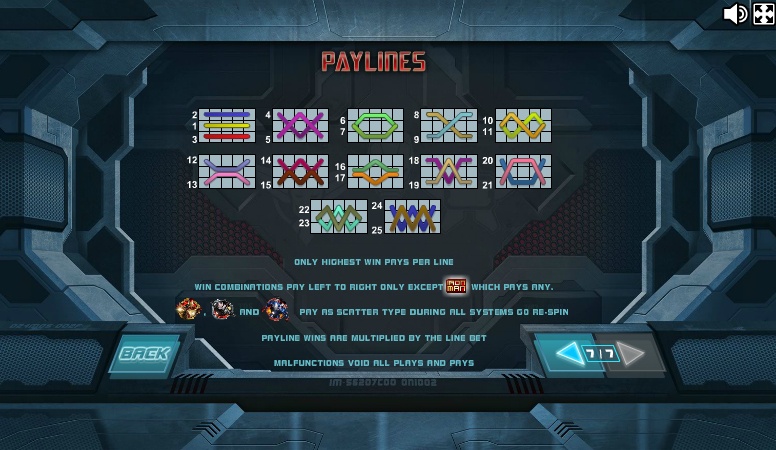 PAYLINES
2 4 6 8 10
1 7 11
3 5 9
12 14 16 18 20
13 15 17 19 21
22 24
23 25
ONLY HIGHEST WIN PAYS PER LINE
WIN COMBINATIONS PAY LEFT TO RIGHT ONLY EXCEPT IRON MAN WHICH PAYS ANY.
, AND PAY AS SCATTER TYPE DURING ALL SYSTEMS GO RE-SPIN
PAYLINE WINS ARE MULTIPLIED BY THE LINE BET
BACK 7|7
MALFUNCTIONS VOID ALL PLAYS AND PAYS